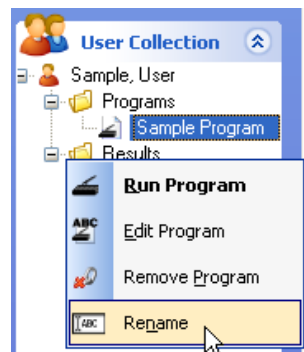 User Collection
Sample, User
Programs
Sample Program
Results
Run Program
ABC
Edit Program
Remove Program
ABC
Rename